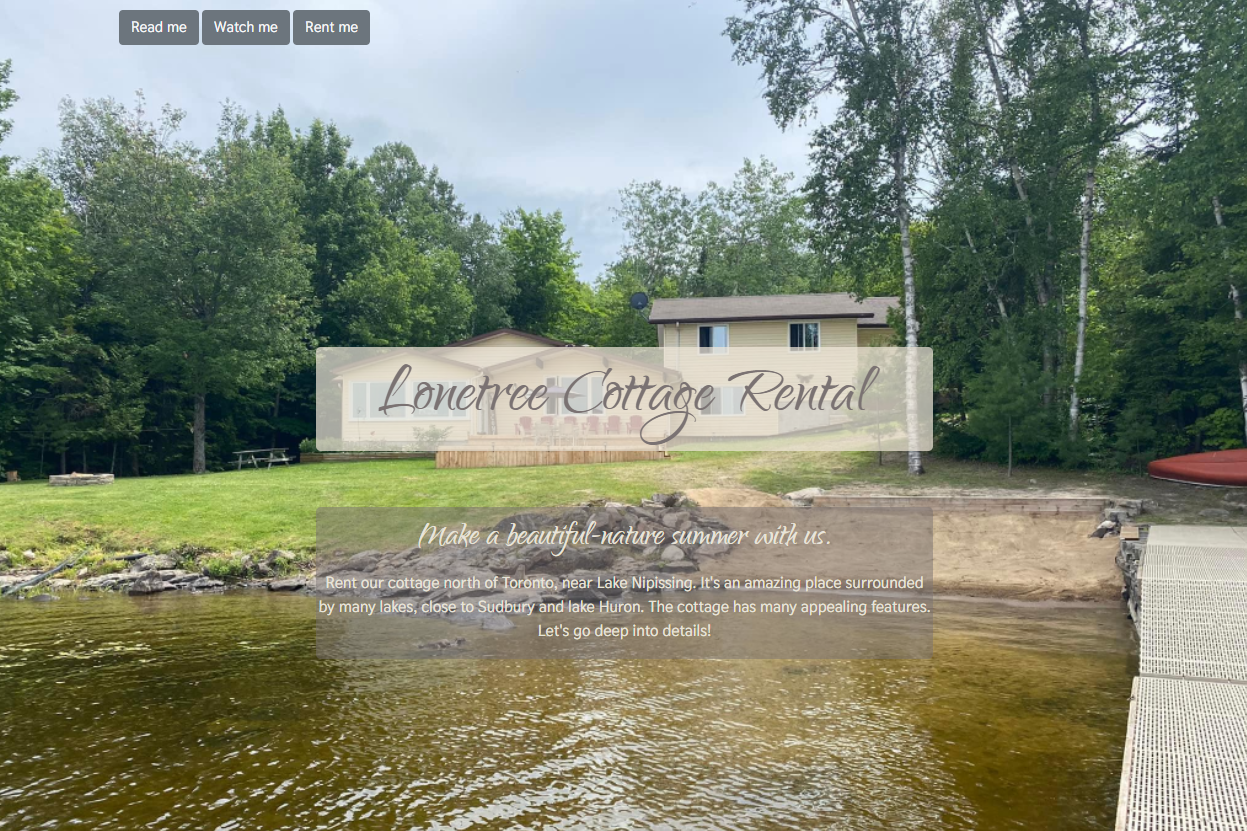 Read me Watch me Rent me
Lonetree Cottage Rental
Make a beautiful-nature summer with us.
Rent our cottage north of Toronto, near Lake Nipissing. It's an amazing place surrounded
by many lakes, close to Sudbury and lake Huron. The cottage has many appealing features.
Let's go deep into details!